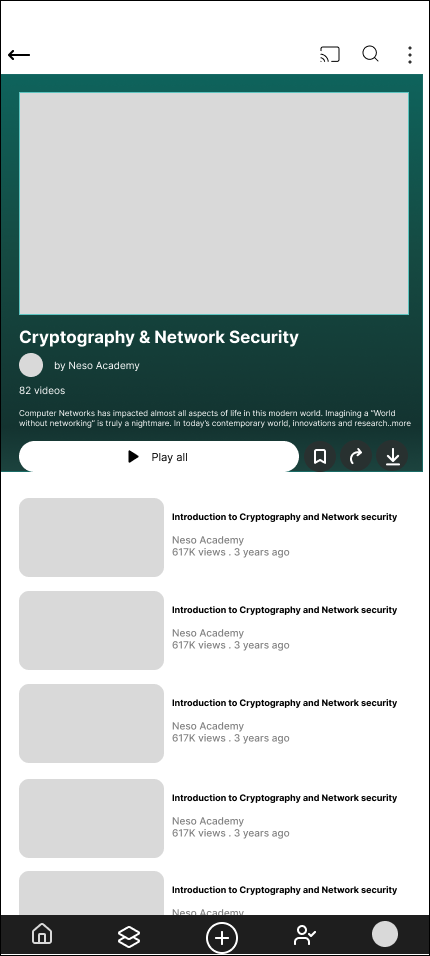 Cryptography & Network Security
by Neso Academy
82 videos
Computer Networks has impacted almost all aspects of life in this modern world. Imagining a "World
without networking" is truly a nightmare. In today's contemporary world, innovations and research..more
Play all
Introduction to Cryptography and Network security
Neso Academy
617K views . 3 years ago
Introduction to Cryptography and Network security
Neso Academy
617K views . 3 years ago
Introduction to Cryptography and Network security
Neso Academy
617K views . 3 years ago
Introduction to Cryptography and Network security
Neso Academy
617K views . 3 years ago
Introduction to Cryptography and Network security
Neso Academy